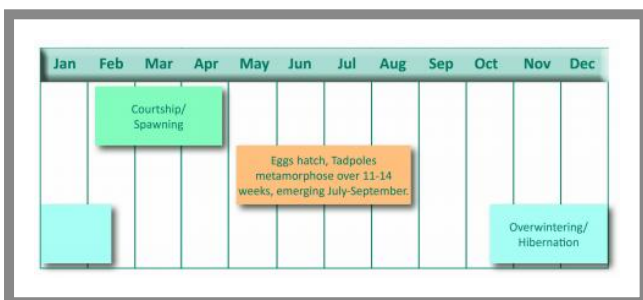 Jan Feb Mar Apr May Jun Jul Aug Sep Oct Nov Dec
Courtship/
Spawning
Eggs hatch, Tadpoles
metamorphose over 11-14
weeks, emerging July-September.
Overwintering/
Hibernation